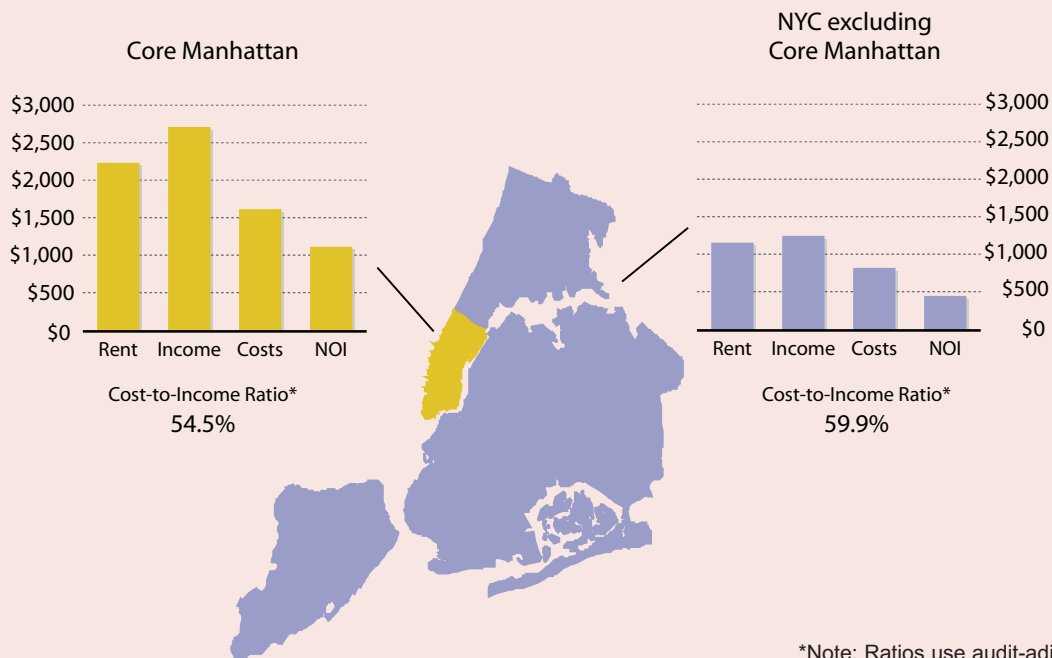 Core Manhattan
$3,000
$2,500
$2,000
$1,500
$1,000
$500
$0
Rent Income Costs NOI
Cost-to-Income Ratio*
54.5%
NYC excluding
Core Manhattan
$3,000
$2,500
$2,000
$1,500
$1,000
$500
$0
Rent Income Costs NOI
Cost-to-Income Ratio*
59.9%
*Note: Ratios use